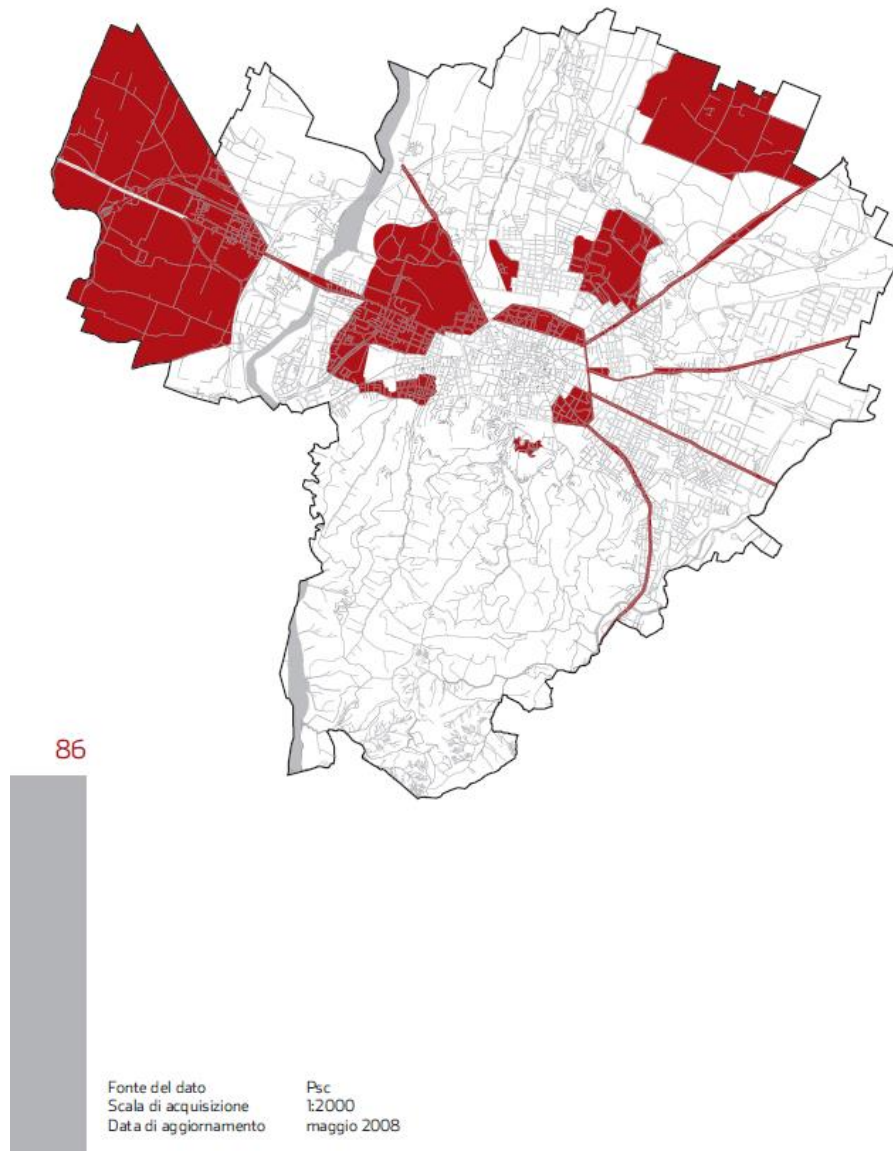 86
Fonte del dato Psc
Scala di acquisizione 1:2000
Data di aggiornamento maggio 2008